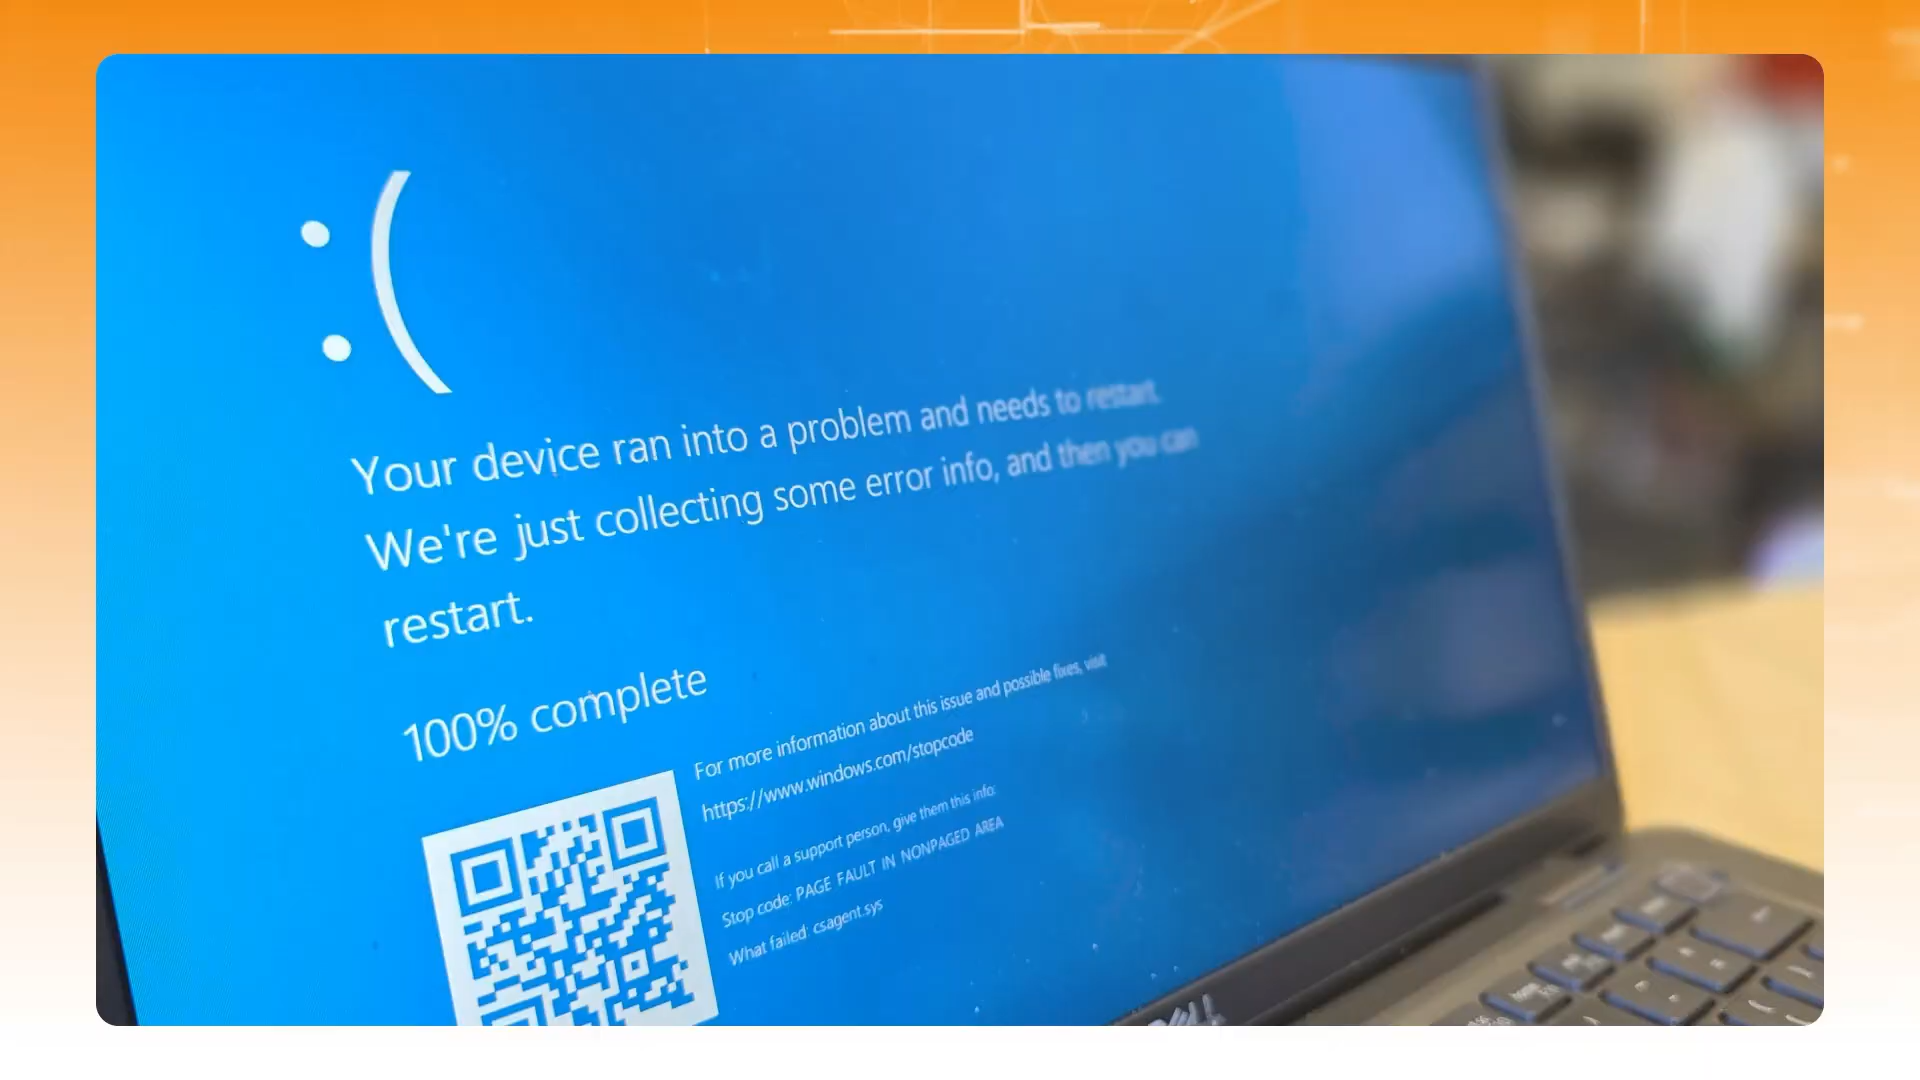 :(
Your device ran into a problem and needs to restart.
We're just collecting some error info, and then you can
restart.
100% complete
For more information about this issue and possible fixes, visit
https://www.windows.com/stopcode
If you call a support person, give them this info:
Stop code: PAGE FAULT IN NONPAGED AREA
What failed: csagent.sys
DELL
home